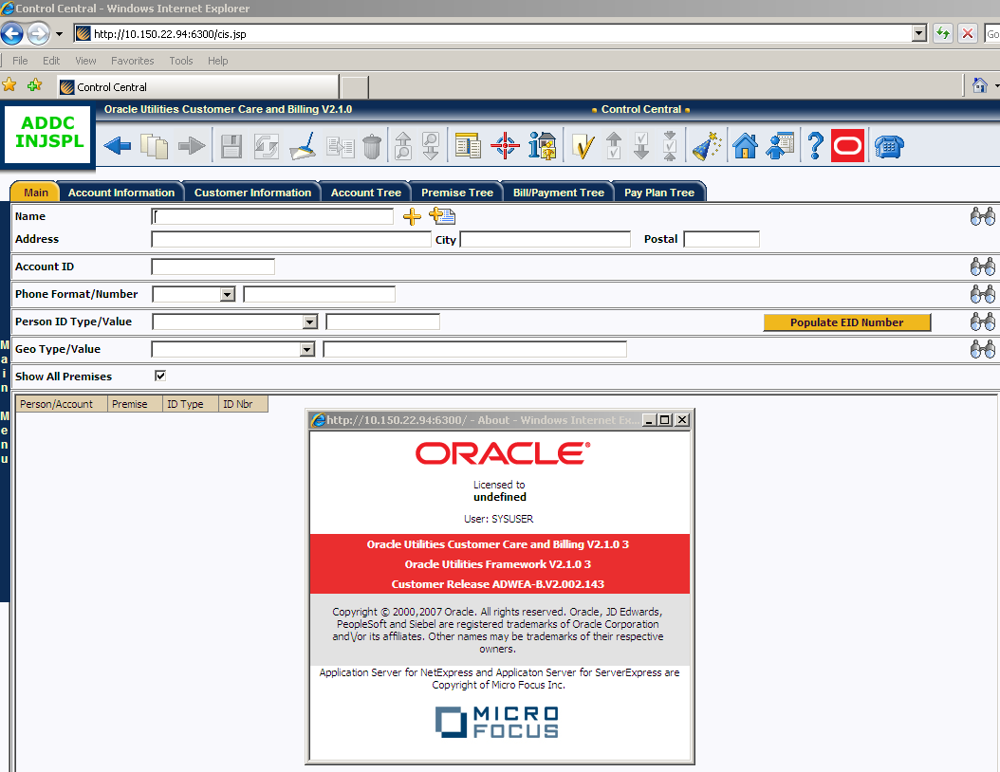 Control Central - Windows Internet Explorer
http://10.150.22.94:6300/cis.jsp
Go
File Edit View Favorites Tools Help
Control Central
ADDC
INJSPL
Oracle Utilities Customer Care and Billing V2.1.0
Control Central
Main Account Information Customer Information Account Tree Premise Tree Bill/Payment Tree Pay Plan Tree
Main Menu
Name
Address City Postal
Account ID
Phone Format/Number
Person ID Type/Value Populate EID Number
Geo Type/Value
Show All Premises
Person/Account Premise ID Type ID Nbr
http://10.150.22.94:6300/ - About - Windows Internet Ex...
ORACLE®
Licensed to
undefined
User: SYSUSER
Oracle Utilities Customer Care and Billing V2.1.0 3
Oracle Utilities Framework V2.1.0 3
Customer Release ADWEA-B.V2.002.143
Copyright © 2000,2007 Oracle. All rights reserved. Oracle, JD Edwards,
PeopleSoft and Siebel are registered trademarks of Oracle Corporation
and\/or its affiliates. Other names may be trademarks of their respective
owners.
Application Server for NetExpress and Applicaton Server for ServerExpress are
Copyright of Micro Focus Inc.
MICRO
FOCUS